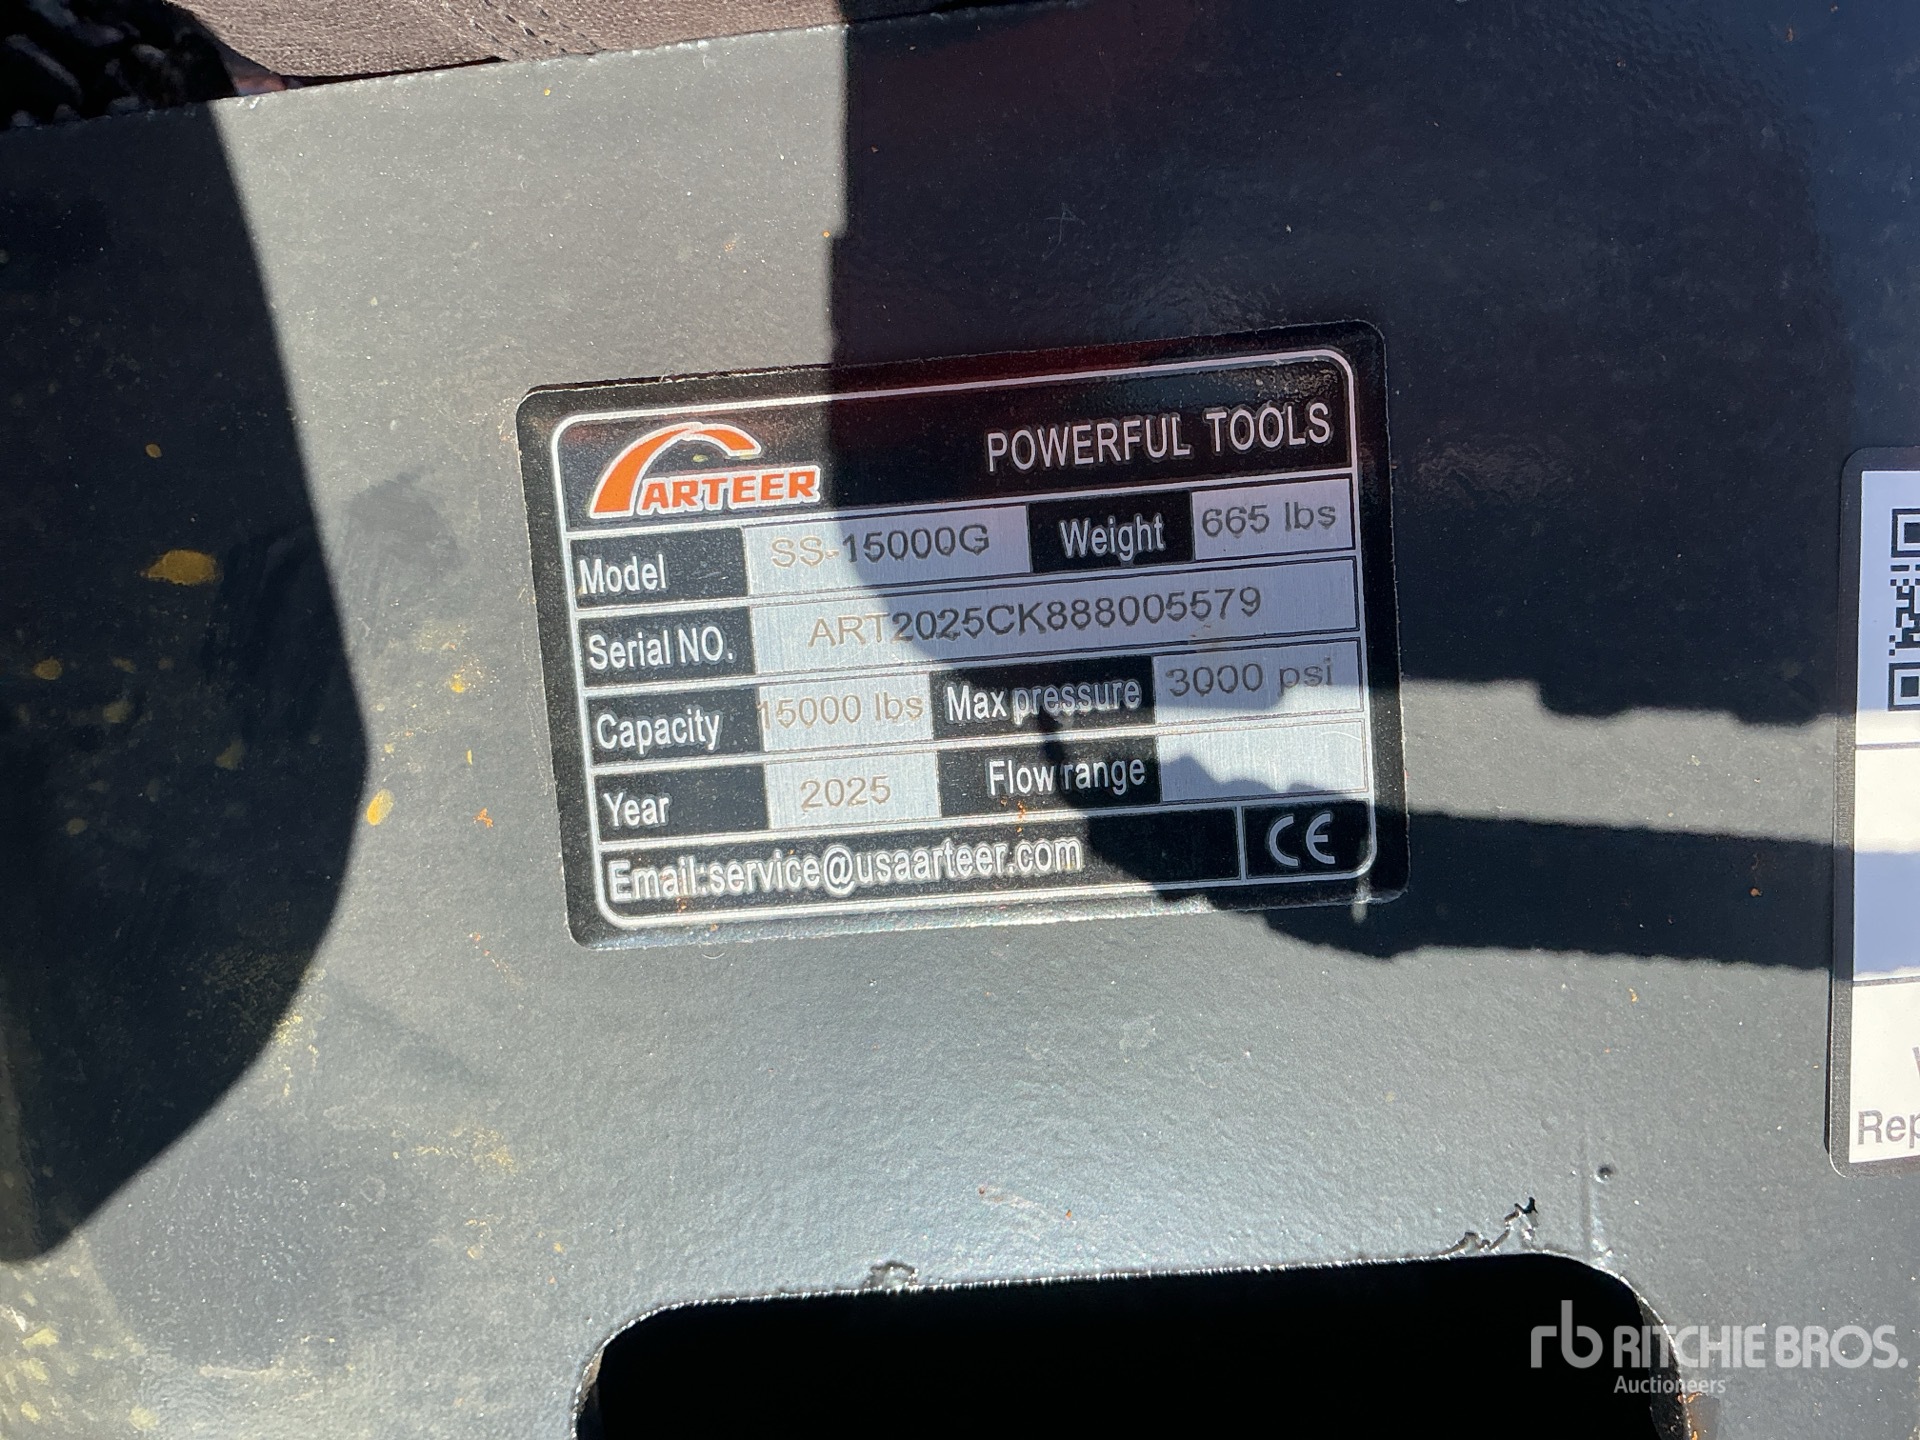 ARTEER
POWERFUL TOOLS
Model SS-15000G Weight 665 lbs
Serial NO. ART2025CK888005579
Capacity 15000 lbs Max pressure 3000 psi
Year 2025 Flow range
Email:service@usaarteer.com CE
Rep
rb RITCHIE BROS.
Auctioneers